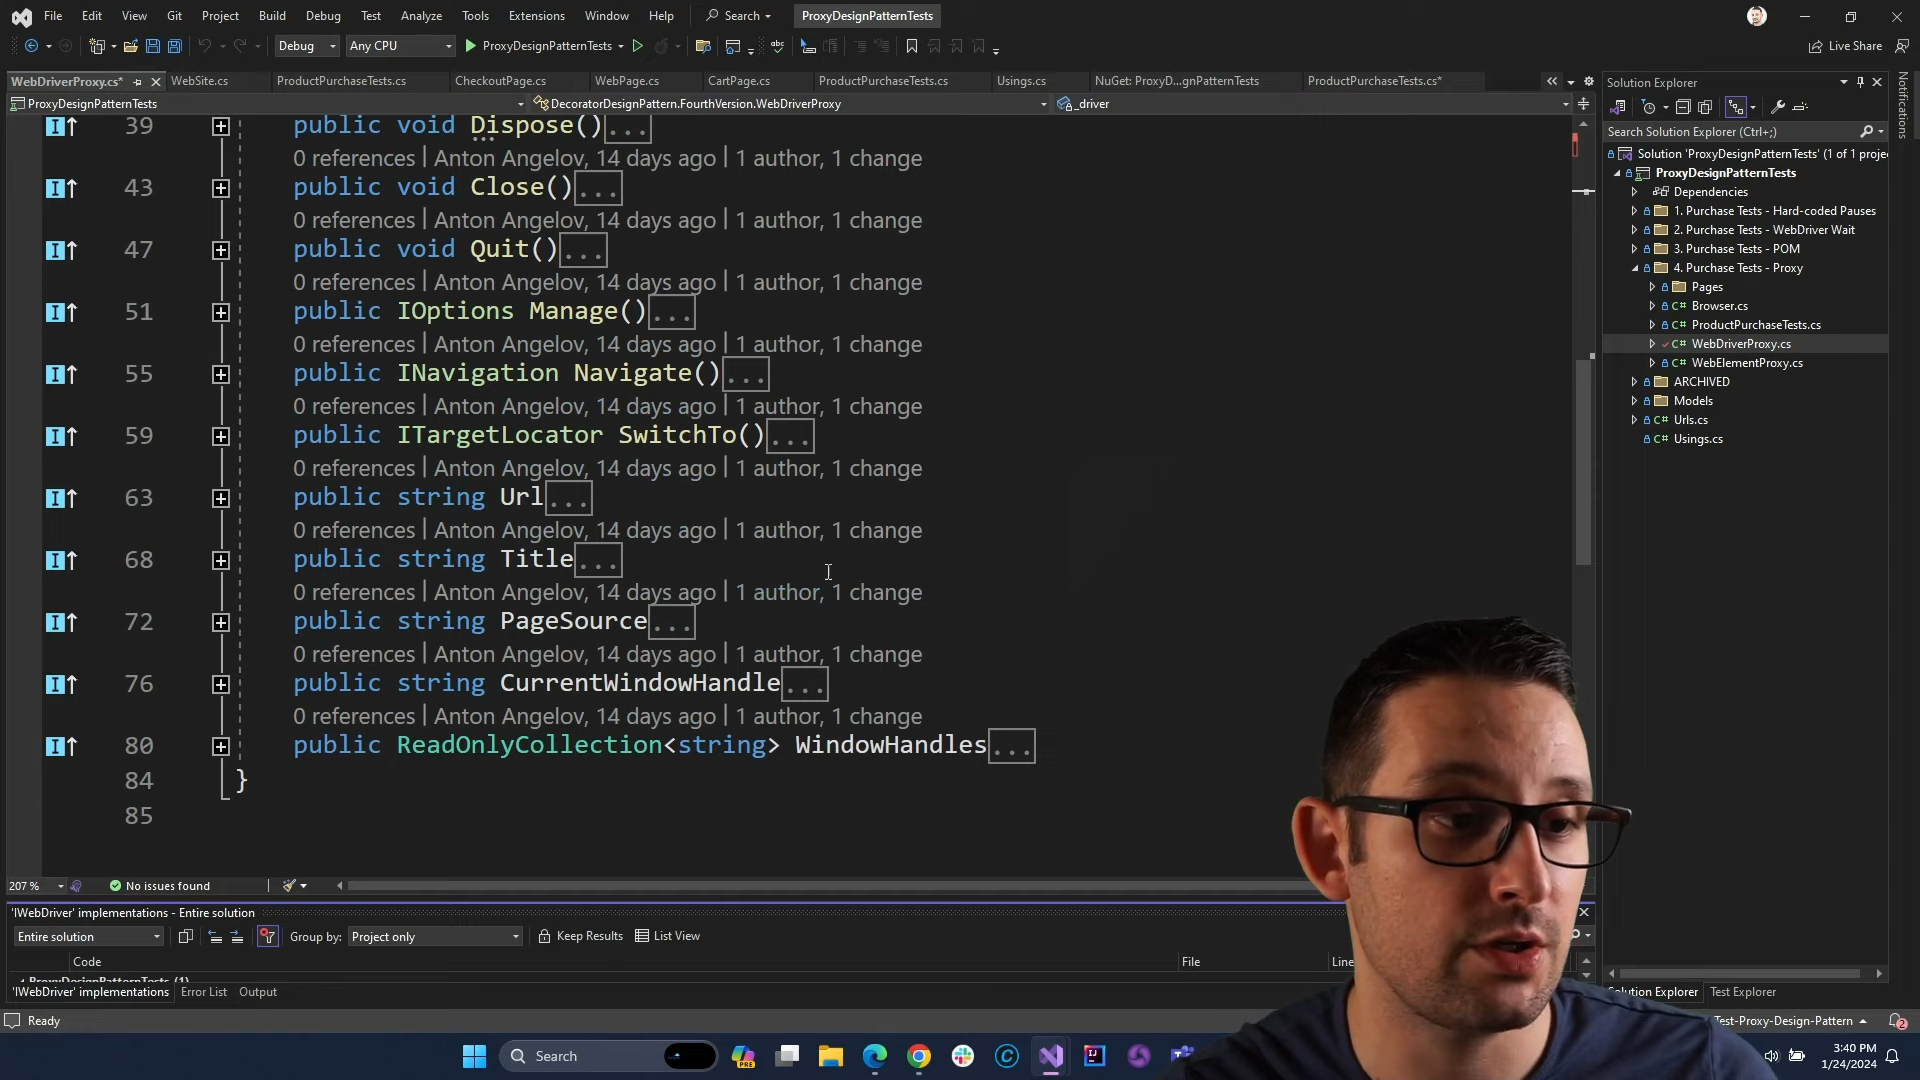 File Edit View Git Project Build Debug Test Analyze Tools Extensions Window Help Search ProxyDesignPatternTests
Debug Any CPU ProxyDesignPatternTests Live Share
WebDriverProxy.cs* WebSite.cs ProductPurchaseTests.cs CheckoutPage.cs WebPage.cs CartPage.cs ProductPurchaseTests.cs Usings.cs NuGet: ProxyD...gnPatternTests ProductPurchaseTests.cs*
ProxyDesignPatternTests DecoratorDesignPattern.FourthVersion.WebDriverProxy _driver
39 public void Dispose()...
0 references | Anton Angelov, 14 days ago | 1 author, 1 change
43 public void Close()...
0 references | Anton Angelov, 14 days ago | 1 author, 1 change
47 public void Quit()...
0 references | Anton Angelov, 14 days ago | 1 author, 1 change
51 public IOptions Manage()...
0 references | Anton Angelov, 14 days ago | 1 author, 1 change
55 public INavigation Navigate()...
0 references | Anton Angelov, 14 days ago | 1 author, 1 change
59 public ITargetLocator SwitchTo()...
0 references | Anton Angelov, 14 days ago | 1 author, 1 change
63 public string Url...
0 references | Anton Angelov, 14 days ago | 1 author, 1 change
68 public string Title...
0 references | Anton Angelov, 14 days ago | 1 author, 1 change
72 public string PageSource...
0 references | Anton Angelov, 14 days ago | 1 author, 1 change
76 public string CurrentWindowHandle...
0 references | Anton Angelov, 14 days ago | 1 author, 1 change
80 public ReadOnlyCollection<string> WindowHandles...
84 }
85
207 % No issues found
'IWebDriver' implementations - Entire solution
Entire solution Group by: Project only Keep Results List View
Code File Line
ProxyDesignPatternTests (1)
'IWebDriver' implementations Error List Output
Ready
Solution Explorer
Search Solution Explorer (Ctrl+;)
Solution 'ProxyDesignPatternTests' (1 of 1 proje
ProxyDesignPatternTests
Dependencies
1. Purchase Tests - Hard-coded Pauses
2. Purchase Tests - WebDriver Wait
3. Purchase Tests - POM
4. Purchase Tests - Proxy
Pages
C# Browser.cs
C# ProductPurchaseTests.cs
C# WebDriverProxy.cs
C# WebElementProxy.cs
ARCHIVED
Models
C# Urls.cs
C# Usings.cs
Solution Explorer Test Explorer
Test-Proxy-Design-Pattern 2
Notifications
Search PRE
3:40 PM
1/24/2024